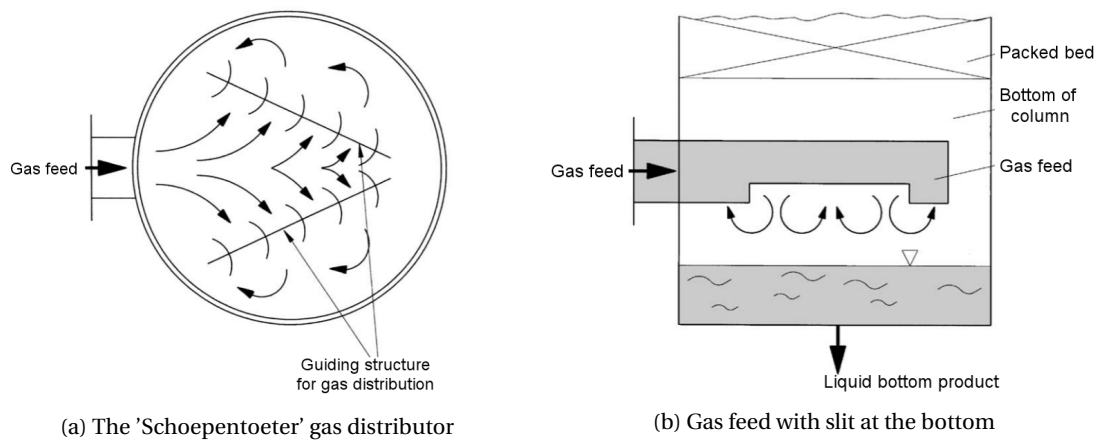 Gas feed
Guiding structure
for gas distribution
(a) The 'Schoepentoeter' gas distributor
Packed bed
Bottom of
column
Gas feed
Gas feed
Liquid bottom product
(b) Gas feed with slit at the bottom